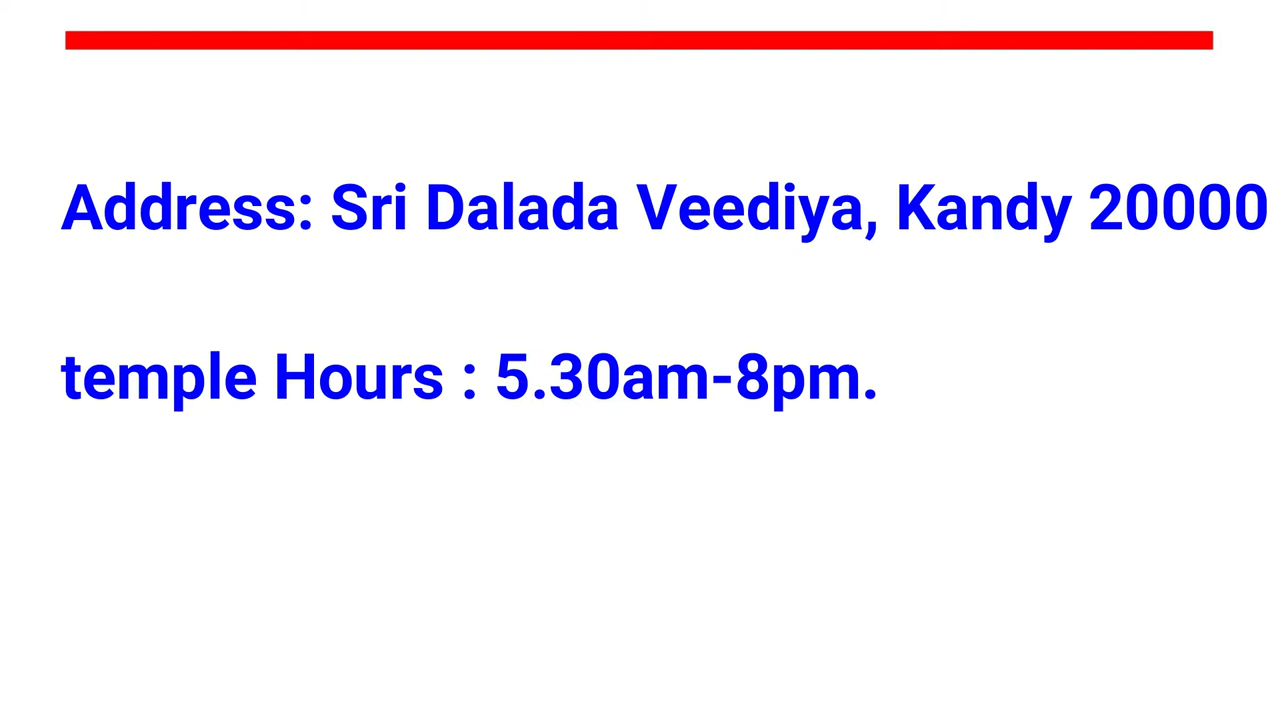 Address: Sri Dalada Veediya, Kandy 20000
temple Hours : 5.30am-8pm.